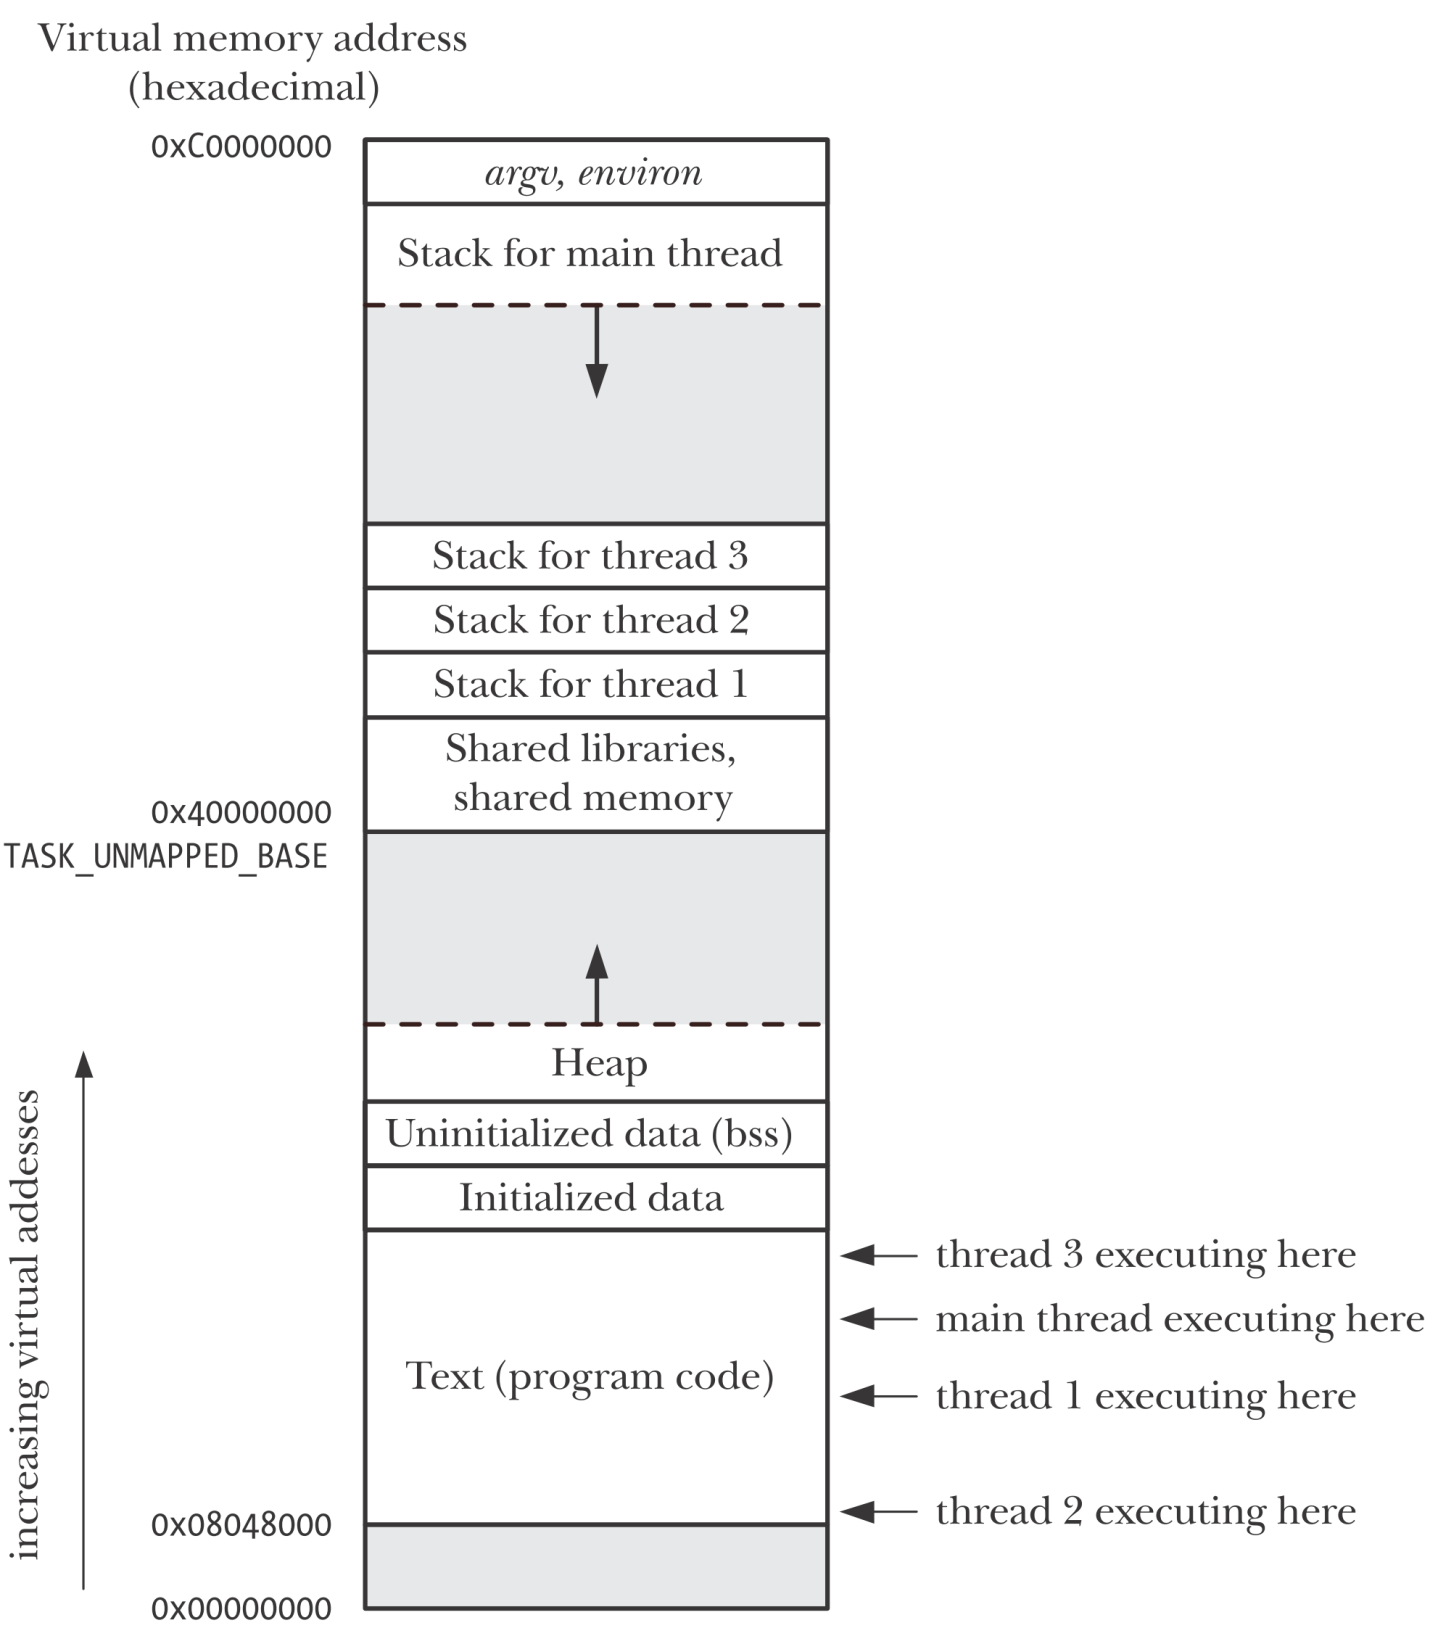 Virtual memory address
(hexadecimal)
0xC0000000
argv, environ
Stack for main thread
Stack for thread 3
Stack for thread 2
Stack for thread 1
Shared libraries,
shared memory
0x40000000
TASK_UNMAPPED_BASE
Heap
Uninitialized data (bss)
Initialized data
thread 3 executing here
main thread executing here
Text (program code)
thread 1 executing here
thread 2 executing here
0x08048000
0x00000000
increasing virtual addesses